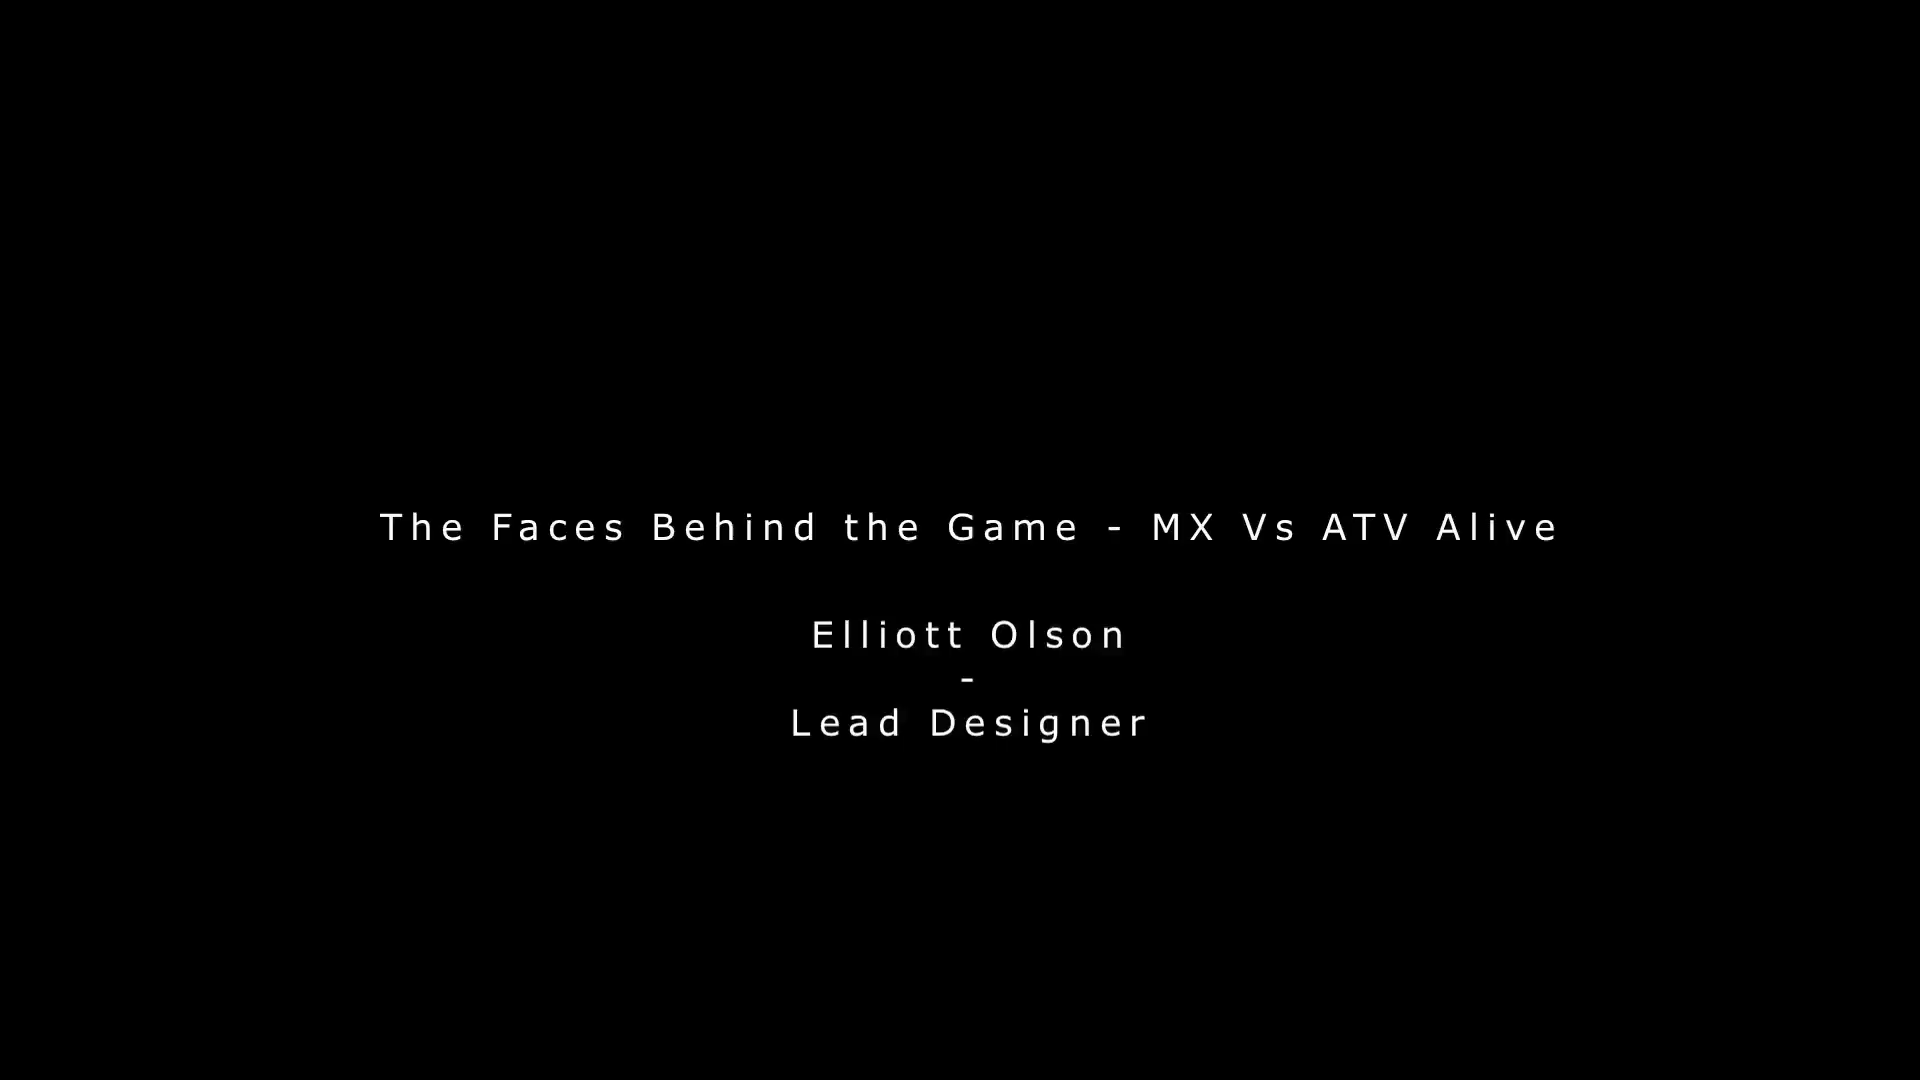 The Faces Behind the Game - MX Vs ATV Alive
Elliott Olson
-
Lead Designer